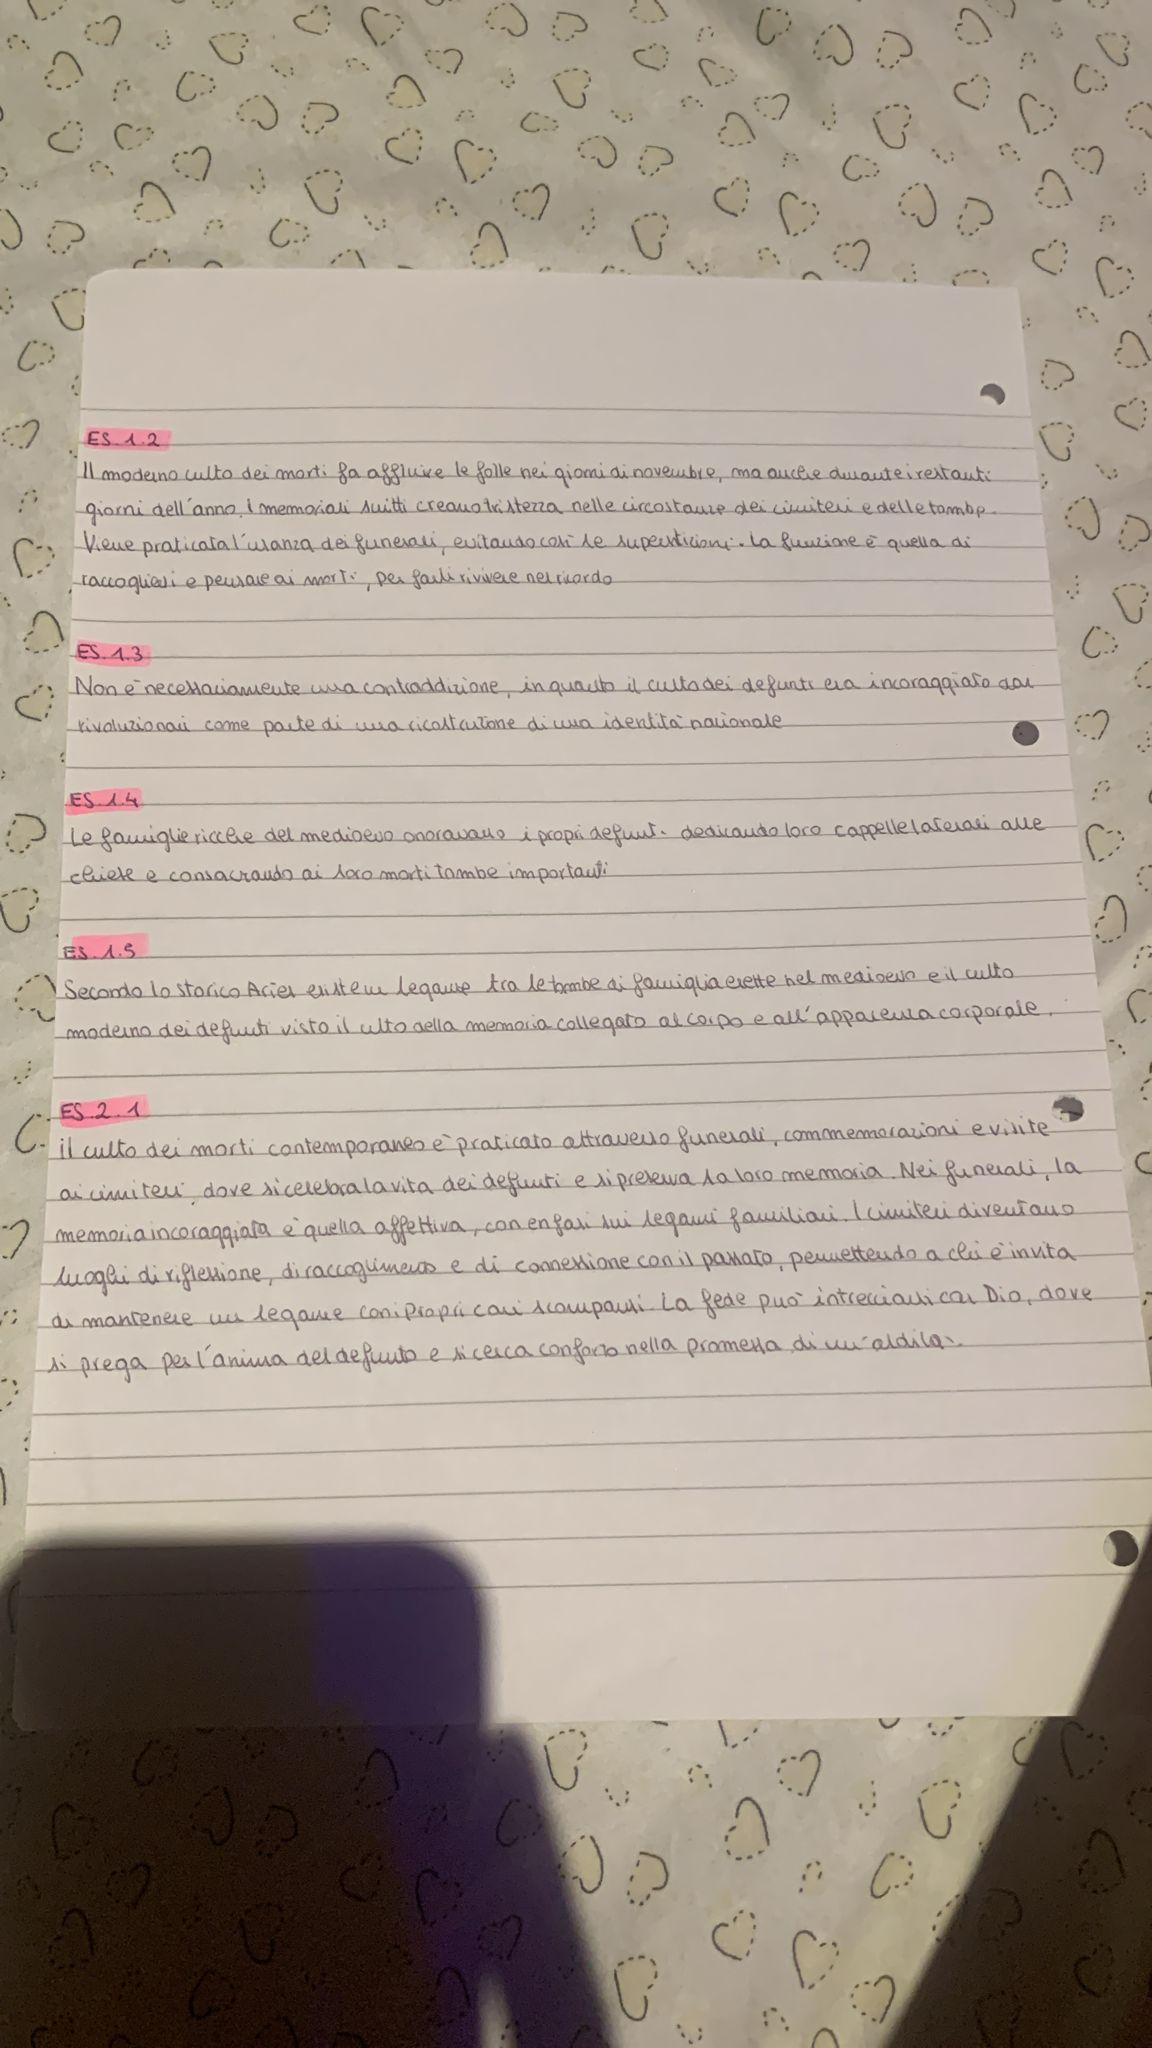 ES. 1.2
Il moderno culto dei morti fa affluire le folle nei giorni di novembre, ma anche durante i restanti
giorni dell'anno. I memoriali scritti creano tristezza nelle circostanze dei cimiteri e delle tombe.
Viene praticata l'usanza dei funerali, evitando così le superstizioni. La funzione è quella di
raccogliersi e pensare ai morti, per farli rivivere nel ricordo
ES. 1.3
Non è necessariamente una contraddizione, in quanto il culto dei defunti era incoraggiato dai
rivoluzionari come parte di una ricostruzione di una identità nazionale
ES. 1.4
Le famiglie ricche del medioevo onoravano i propri defunti dedicando loro cappelle laterali alle
chiese e consacrando ai loro morti tombe importanti
ES. 1.5
Secondo lo storico Aries esiste un legame tra le tombe di famiglia erette nel medioevo e il culto
moderno dei defunti visto il culto della memoria collegato al corpo e all'apparenza corporale.
ES. 2. 1
il culto dei morti contemporaneo è praticato attraverso funerali, commemorazioni e visite
ai cimiteri, dove si celebra la vita dei defunti e si preserva la loro memoria. Nei funerali, la
memoria incoraggiata è quella affettiva, con enfasi sui legami familiari. I cimiteri diventano
luoghi di riflessione, di raccoglimento e di connessione con il passato, permettendo a chi è invita
di mantenere un legame con i propri cari scomparsi. La fede può intrecciarsi con Dio, dove
si prega per l'anima del defunto e si cerca conforto nella promessa di un'aldilà.